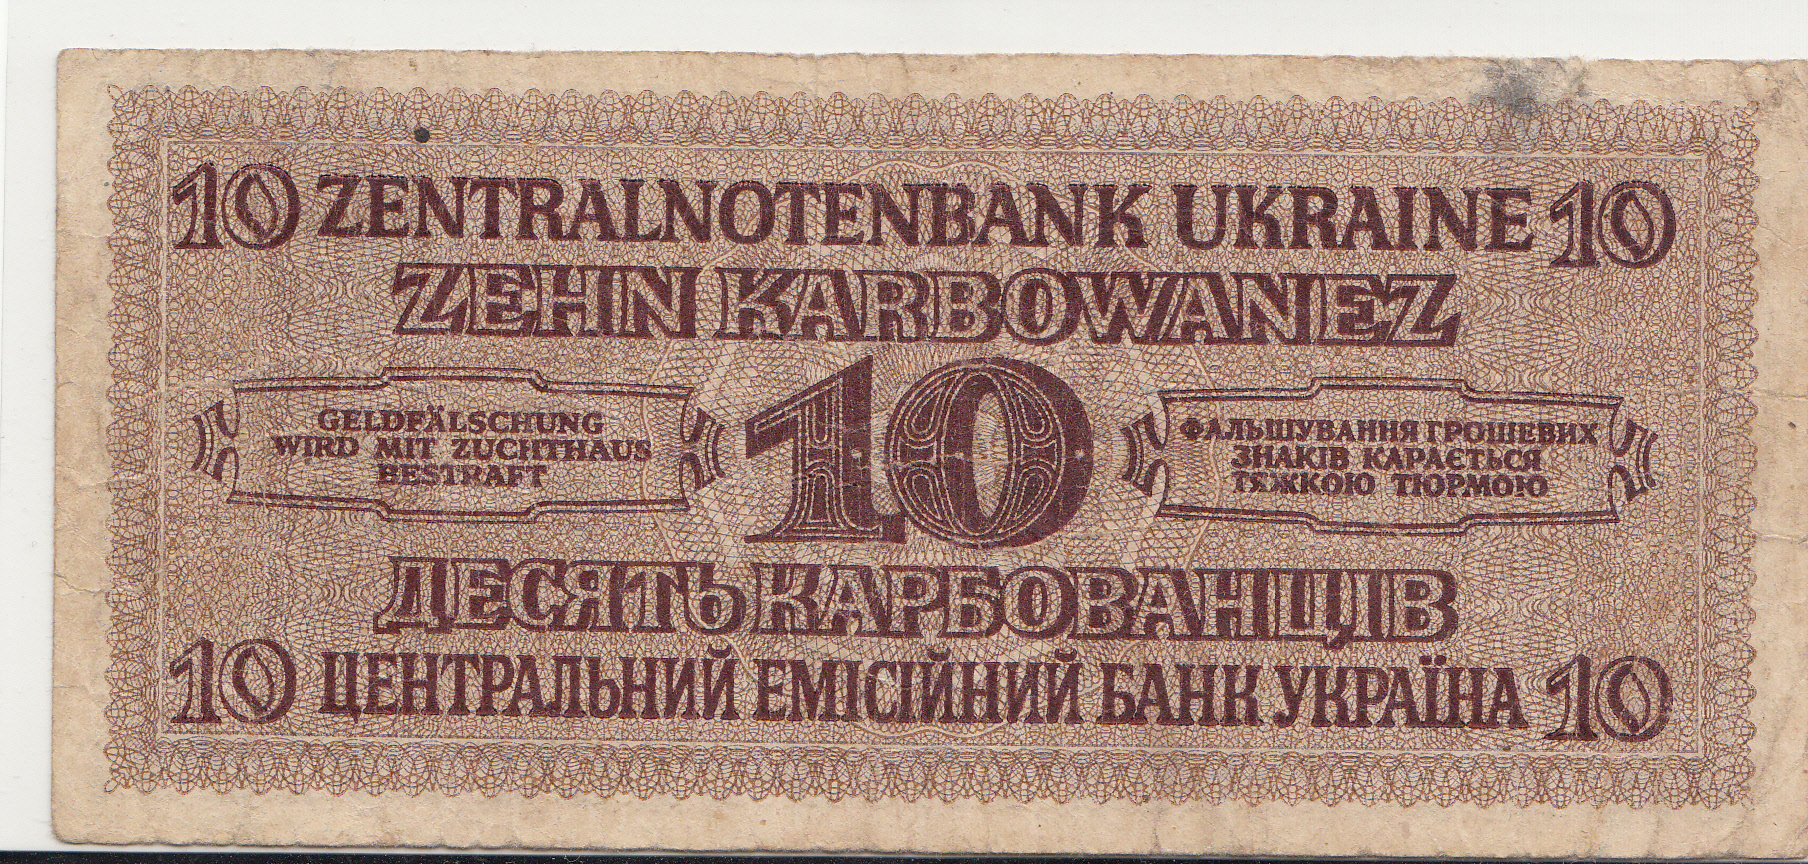 10 ZENTRALNOTENBANK UKRAINE 10
ZEHN KARBOWANEZ
GELDFÄLSCHUNG
WIRD MIT ZUCHTHAUS
BESTRAFT
10
ФАЛЬШУВАННЯ ГРОШЕВИХ
ЗНАКІВ КАРАЄТЬСЯ
ТЯЖКОЮ ТЮРМОЮ
ДЕСЯТЬ КАРБОВАНЦІВ
10 ЦЕНТРАЛЬНИЙ ЕМІСІЙНИЙ БАНК УКРАЇНА 10